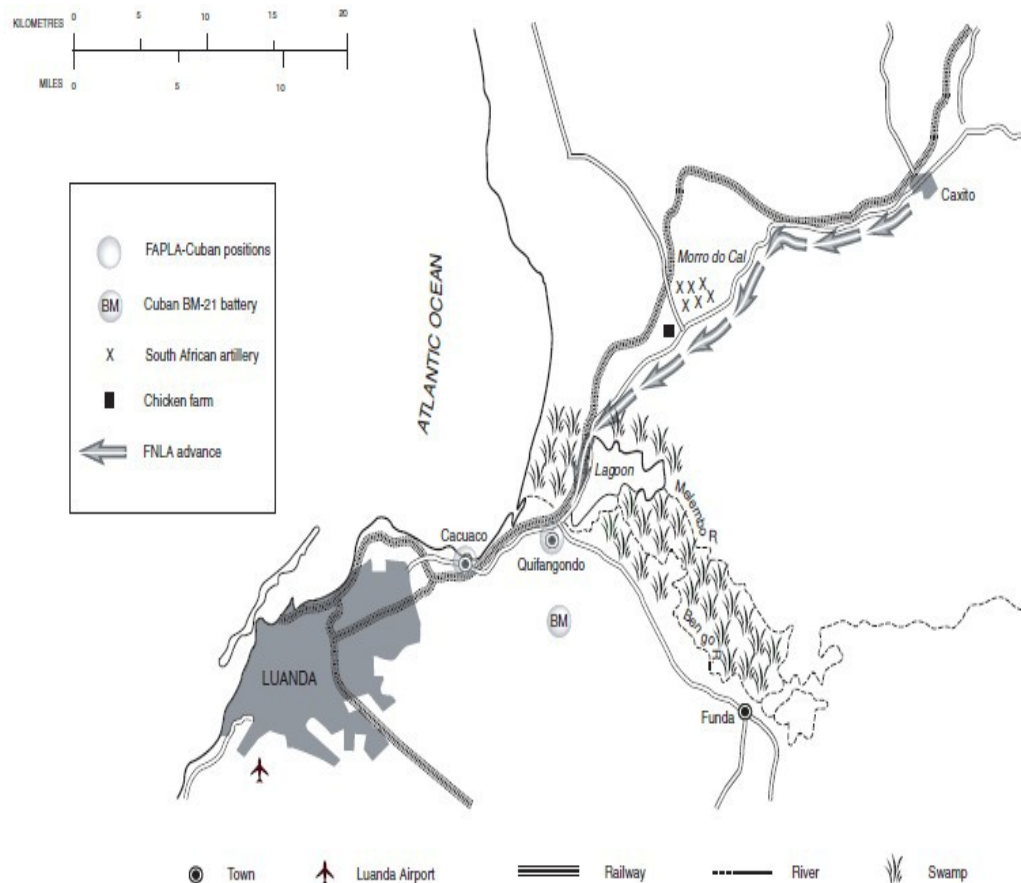 KILOMETRES 0 5 10 15 20
MILES 0 5 10
FAPLA-Cuban positions
BM Cuban BM-21 battery
X South African artillery
Chicken farm
FNLA advance
ATLANTIC OCEAN
Caxito
Morro do Cal
X X X
X X X
Lagoon
Melembo R
Cacuaco
Quifangondo
BM
Bengo R
LUANDA
Funda
Town Luanda Airport Railway River Swamp